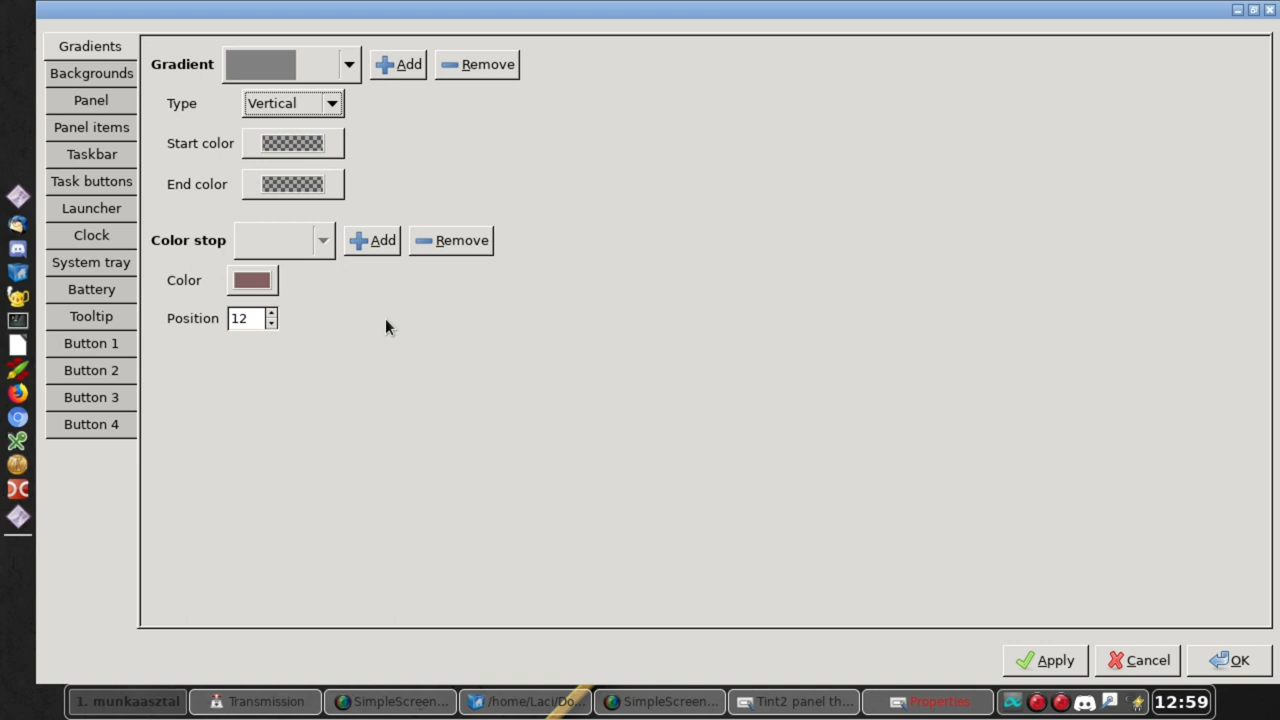 Gradients
Backgrounds
Panel
Panel items
Taskbar
Task buttons
Launcher
Clock
System tray
Battery
Tooltip
Button 1
Button 2
Button 3
Button 4
Gradient Add Remove
Type Vertical
Start color
End color
Color stop Add Remove
Color
Position 12
Apply Cancel OK
1. munkaasztal Transmission SimpleScreen... /home/Laci/Do... SimpleScreen... Tint2 panel th... Properties 12:59